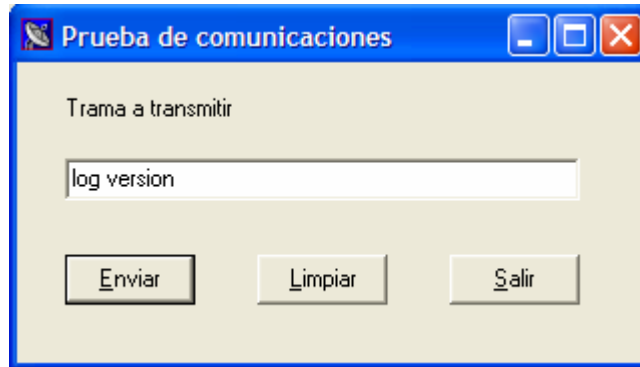 Prueba de comunicaciones
Trama a transmitir
log version
Enviar Limpiar Salir